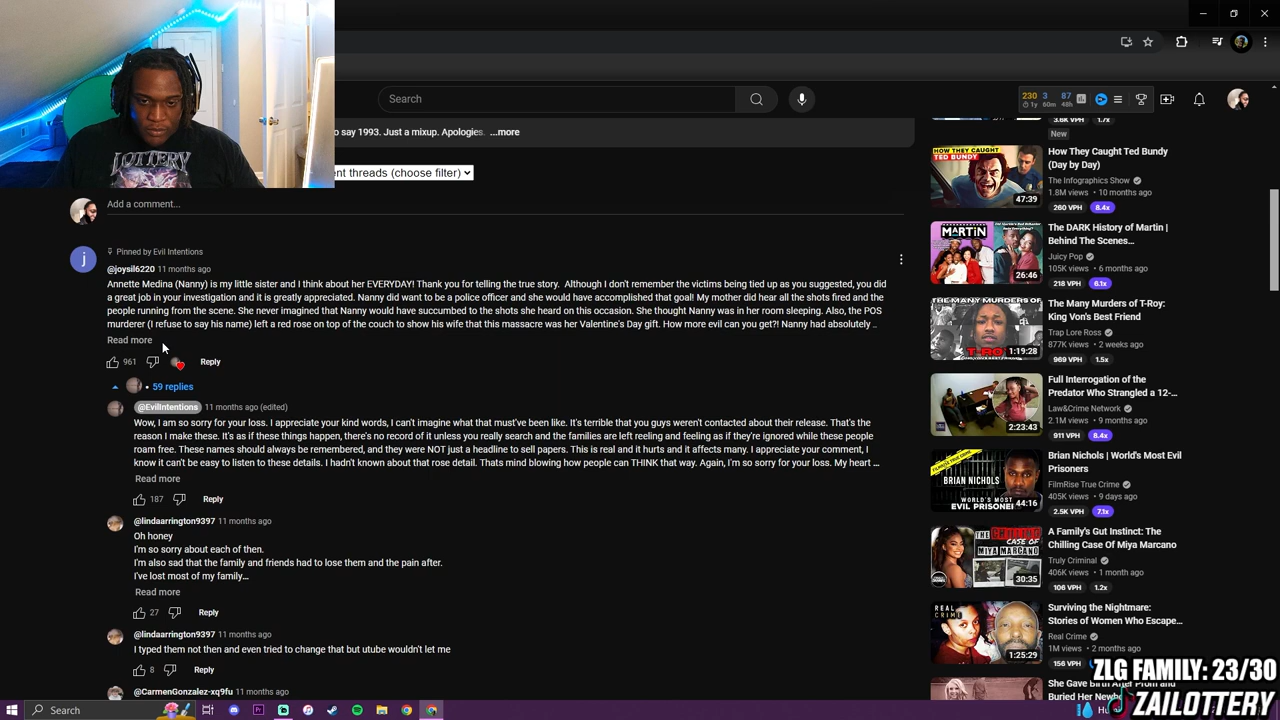 LOTTERY
Search
230 3 87
1y 60m 48h
o say 1993. Just a mixup. Apologies. ...more
ent threads (choose filter)
Add a comment...
Pinned by Evil Intentions
j
@joysil6220 11 months ago
Annette Medina (Nanny) is my little sister and I think about her EVERYDAY! Thank you for telling the true story. Although I don't remember the victims being tied up as you suggested, you did
a great job in your investigation and it is greatly appreciated. Nanny did want to be a police officer and she would have accomplished that goal! My mother did hear all the shots fired and the
people running from the scene. She never imagined that Nanny would have succumbed to the shots she heard on this occasion. She thought Nanny was in her room sleeping. Also, the POS
murderer (I refuse to say his name) left a red rose on top of the couch to show his wife that this massacre was her Valentine's Day gift. How more evil can you get?! Nanny had absolutely ..
Read more
961 Reply
59 replies
@EvilIntentions 11 months ago (edited)
Wow, I am so sorry for your loss. I appreciate your kind words, I can't imagine what that must've been like. It's terrible that you guys weren't contacted about their release. That's the
reason I make these. It's as if these things happen, there's no record of it unless you really search and the families are left reeling and feeling as if they're ignored while these people
roam free. These names should always be remembered, and they were NOT just a headline to sell papers. This is real and it hurts and it affects many. I appreciate your comment, I
know it can't be easy to listen to these details. I hadn't known about that rose detail. Thats mind blowing how people can THINK that way. Again, I'm so sorry for your loss. My heart ...
Read more
187 Reply
@lindaarrington9397 11 months ago
Oh honey
I'm so sorry about each of then.
I'm also sad that the family and friends had to lose them and the pain after.
I've lost most of my family...
Read more
27 Reply
@lindaarrington9397 11 months ago
I typed them not then and even tried to change that but utube wouldn't let me
8 Reply
@CarmenGonzalez-xq9fu 11 months ago
3.6K VPH 1.7x
New
HOW THEY CAUGHT
TED BUNDY
47:39
How They Caught Ted Bundy
(Day by Day)
The Infographics Show
1.8M views • 10 months ago
260 VPH 8.4x
MARTIN
26:46
The DARK History of Martin |
Behind The Scenes...
Juicy Pop
105K views • 6 months ago
218 VPH 6.1x
THE MANY MURDERS OF
T-ROY
1:19:28
The Many Murders of T-Roy:
King Von's Best Friend
Trap Lore Ross
877K views • 2 weeks ago
969 VPH 1.5x
2:23:43
Full Interrogation of the
Predator Who Strangled a 12-...
Law&Crime Network
2.1M views • 9 months ago
911 VPH 8.4x
BRIAN NICHOLS
WORLD'S MOST
EVIL PRISONER
44:16
Brian Nichols | World's Most Evil
Prisoners
FilmRise True Crime
405K views • 9 days ago
2.5K VPH 7.1x
THE CHILLING
CASE OF
MIYA MARCANO
30:35
A Family's Gut Instinct: The
Chilling Case Of Miya Marcano
Truly Criminal
406K views • 1 month ago
106 VPH 1.2x
REAL
CRIME
1:25:29
Surviving the Nightmare:
Stories of Women Who Escape...
Real Crime
1M views • 2 months ago
156 VPH
She Gave Birth After Prom and
Buried Her Newb
ZLG FAMILY: 23/30
ZAILOTTERY
Search